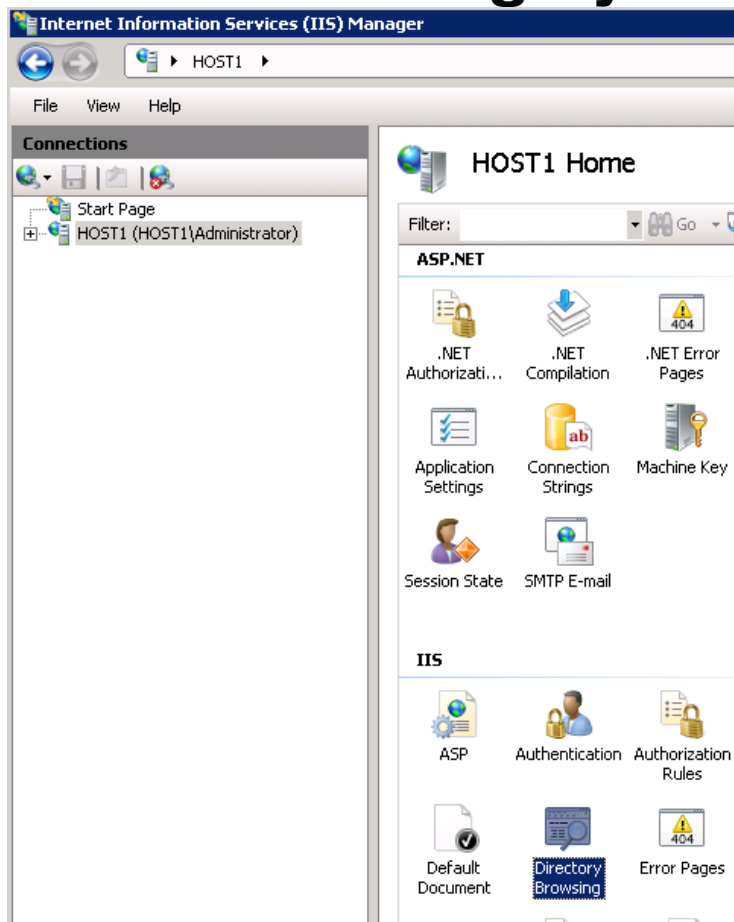 Internet Information Services (IIS) Manager
HOST1
File View Help
Connections
Start Page
HOST1 (HOST1\Administrator)
HOST1 Home
Filter: Go
ASP.NET
.NET Authorizati...
.NET Compilation
.NET Error Pages
404
Application Settings
Connection Strings
ab
Machine Key
Session State
SMTP E-mail
IIS
ASP
Authentication
Authorization Rules
Default Document
Directory Browsing
Error Pages
404